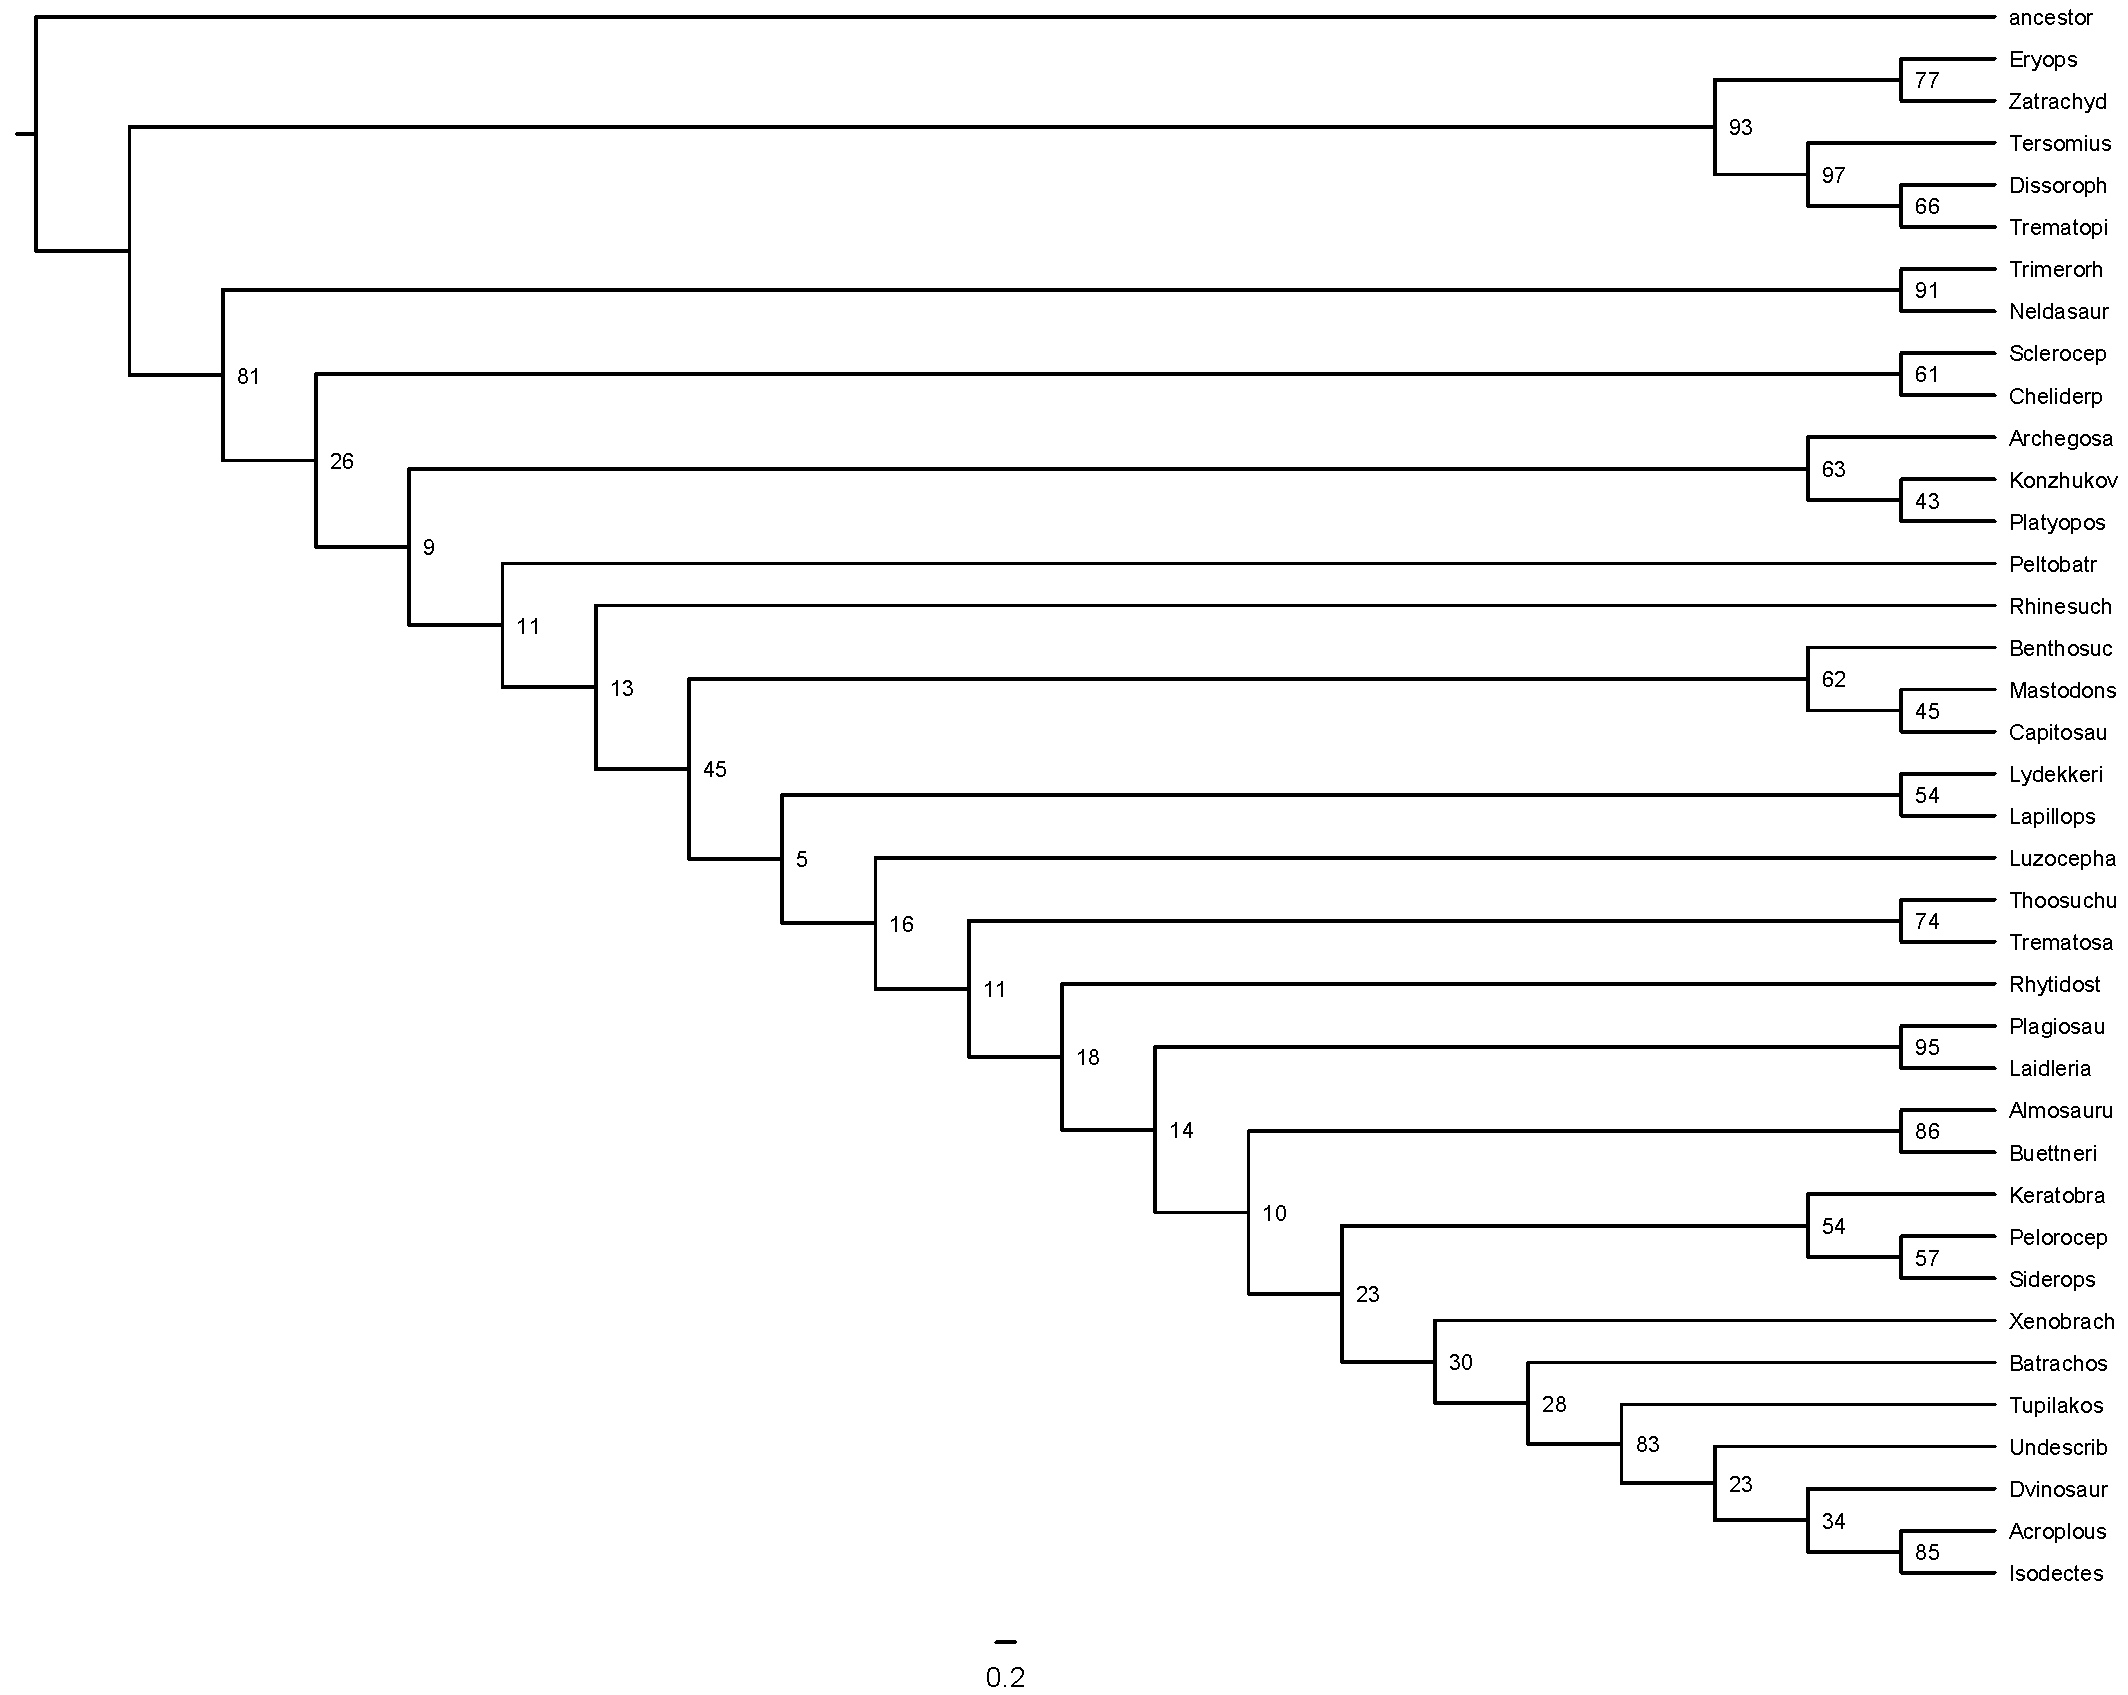 ancestor
Eryops
77
Zatrachyd
93
Tersomius
97
Dissoroph
66
Trematopi
Trimerorh
91
Neldasaur
Sclerocep
81
61
Cheliderp
Archegosa
26
63
Konzhukov
43
Platyopos
9
Peltobatr
Rhinesuch
11
Benthosuc
62
13
Mastodons
45
Capitosau
45
Lydekkeri
54
Lapillops
5
Luzocepha
Thoosuchu
16
74
Trematosa
11
Rhytidost
Plagiosau
18
95
Laidleria
Almosauru
14
86
Buettneri
Keratobra
10
54
Pelorocep
57
Siderops
23
Xenobrach
30
Batrachos
28
Tupilakos
83
Undescrib
23
Dvinosaur
34
Acroplous
85
Isodectes
0.2